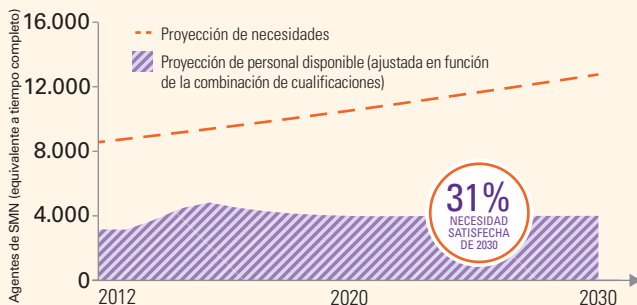 Agentes de SMN (equivalente a tiempo completo)
16.000
12.000
8.000
4.000
0
Proyección de necesidades
Proyección de personal disponible (ajustada en función
de la combinación de cualificaciones)
31%
NECESIDAD
SATISFECHA
DE 2030
2012
2020
2030